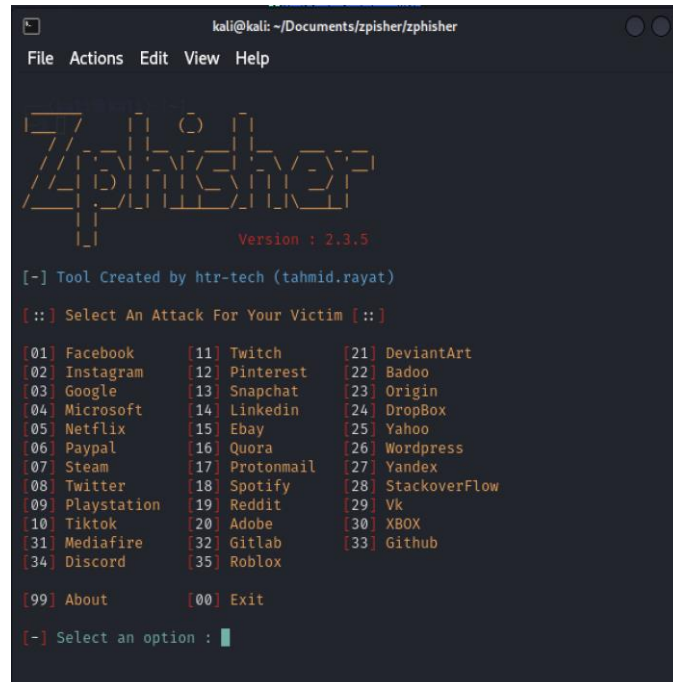 kali@kali: ~/Documents/zpisher/zphisher
File Actions Edit View Help
Zphisher
Version : 2.3.5
[-] Tool Created by htr-tech (tahmid.rayat)
[::] Select An Attack For Your Victim [::]
[01] Facebook [11] Twitch [21] DeviantArt
[02] Instagram [12] Pinterest [22] Badoo
[03] Google [13] Snapchat [23] Origin
[04] Microsoft [14] Linkedin [24] DropBox
[05] Netflix [15] Ebay [25] Yahoo
[06] Paypal [16] Quora [26] Wordpress
[07] Steam [17] Protonmail [27] Yandex
[08] Twitter [18] Spotify [28] StackoverFlow
[09] Playstation [19] Reddit [29] Vk
[10] Tiktok [20] Adobe [30] XBOX
[31] Mediafire [32] Gitlab [33] Github
[34] Discord [35] Roblox
[99] About [00] Exit
[-] Select an option :